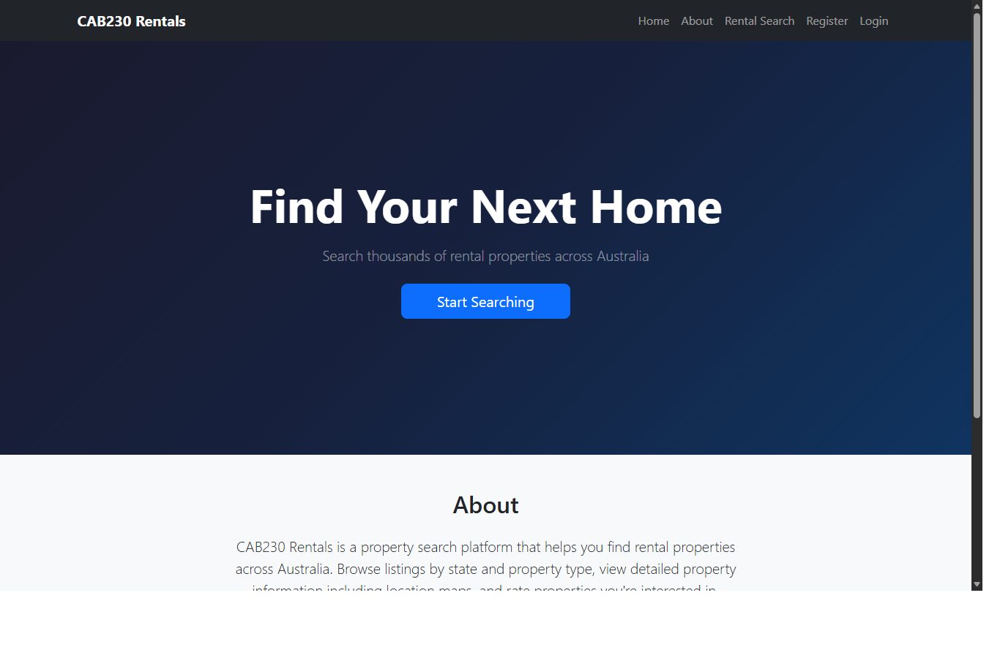 CAB230 Rentals
Home About Rental Search Register Login
Find Your Next Home
Search thousands of rental properties across Australia
Start Searching
About
CAB230 Rentals is a property search platform that helps you find rental properties
across Australia. Browse listings by state and property type, view detailed property
information including location maps, and rate properties you're interested in.